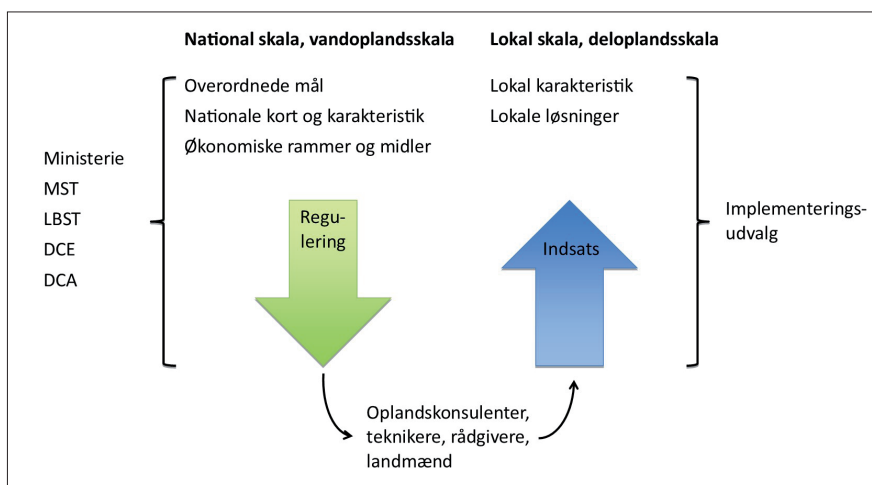 National skala, vandoplandsskala
Lokal skala, deloplandsskala
Overordnede mål
Nationale kort og karakteristik
Økonomiske rammer og midler
Lokal karakteristik
Lokale løsninger
Ministerie
MST
LBST
DCE
DCA
Regu-
lering
Indsats
Implementerings-
udvalg
Oplandskonsulenter,
teknikere, rådgivere,
landmænd